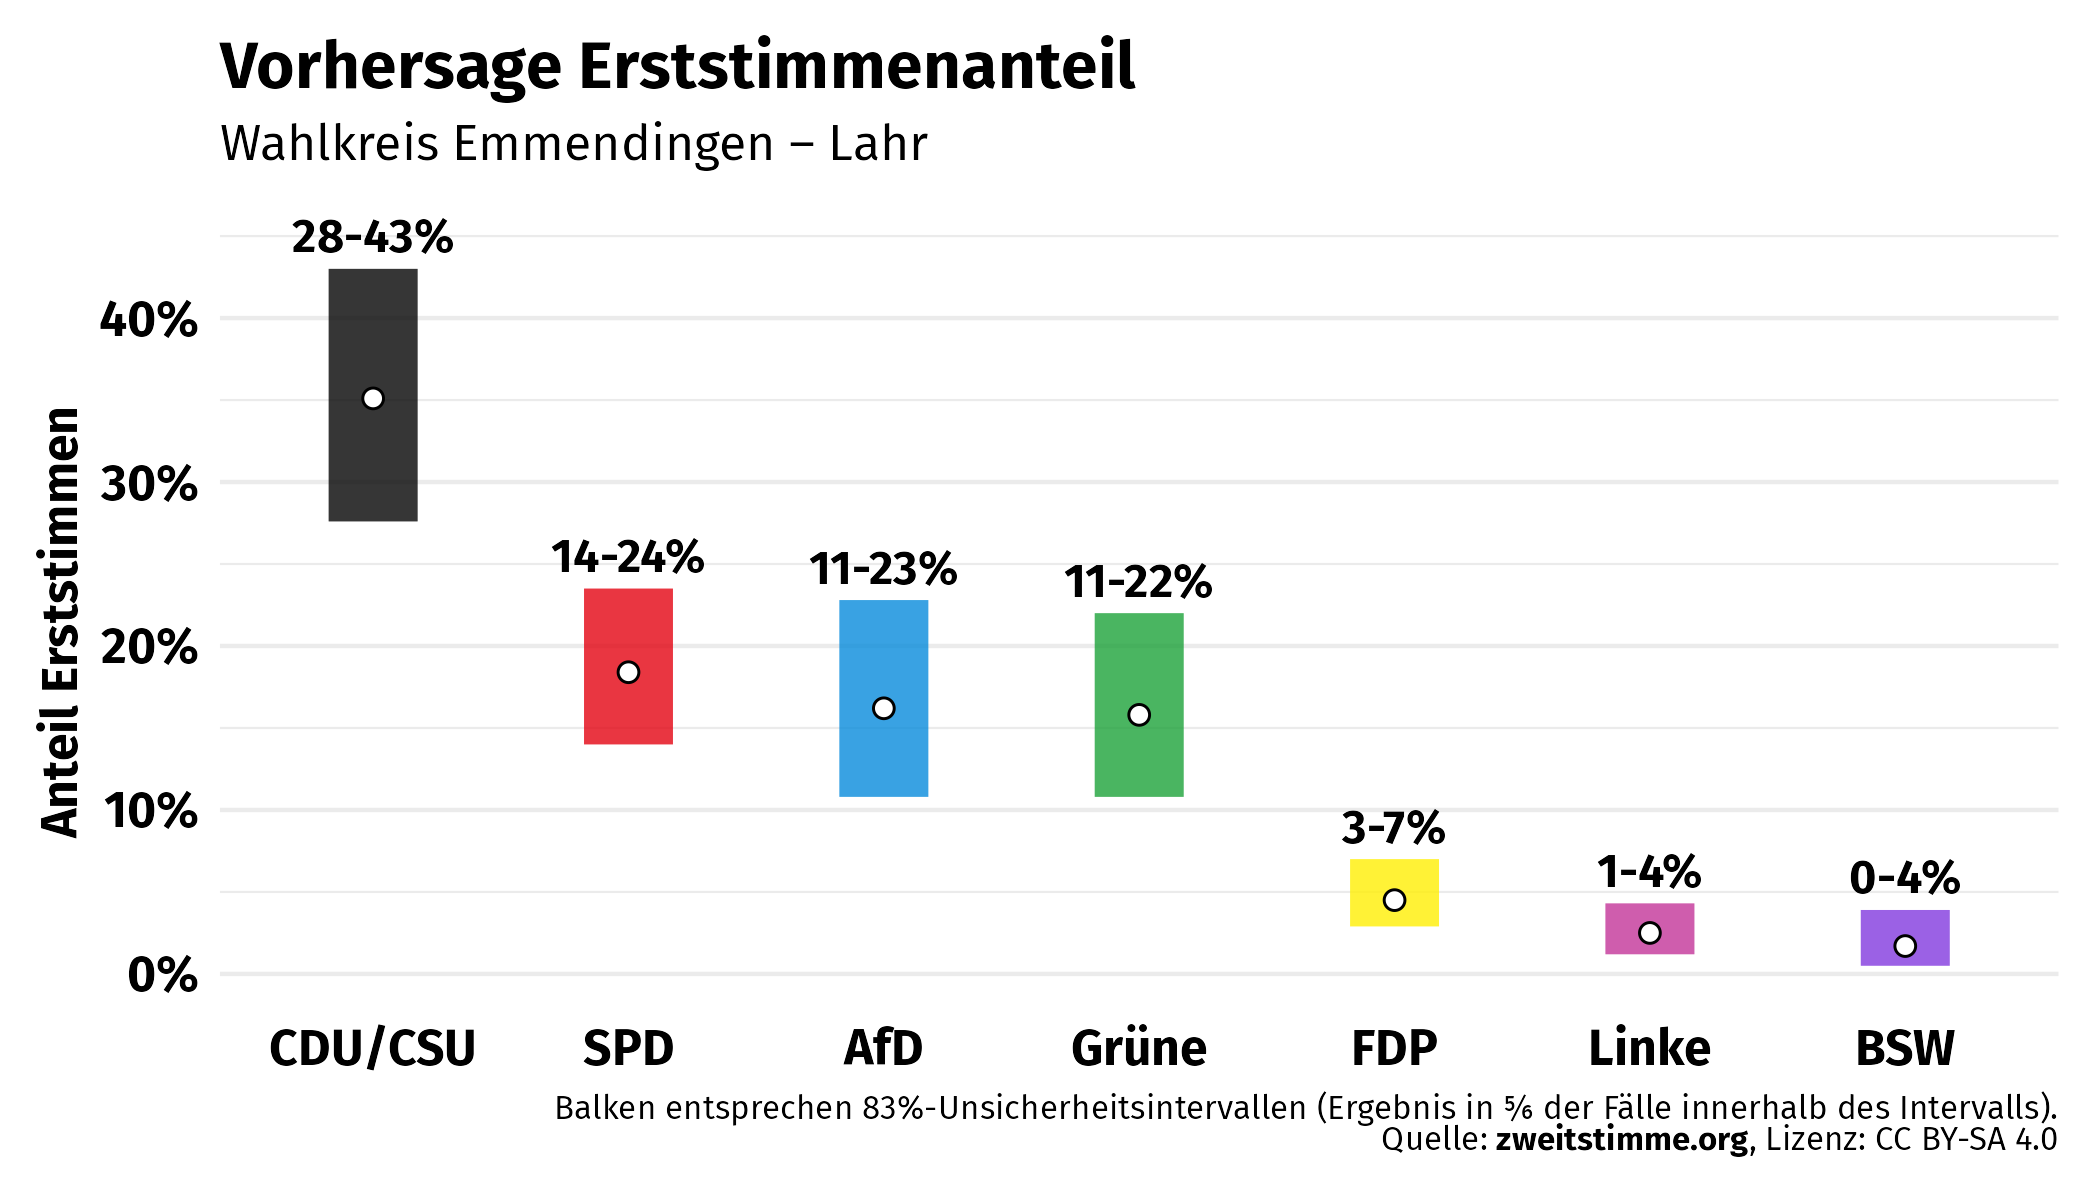 Vorhersage Erststimmenanteil
Wahlkreis Emmendingen – Lahr
Anteil Erststimmen
40%
30%
20%
10%
0%
28-43%
14-24%
11-23%
11-22%
3-7%
1-4%
0-4%
CDU/CSU
SPD
AfD
Grüne
FDP
Linke
BSW
Balken entsprechen 83%-Unsicherheitsintervallen (Ergebnis in ⅚ der Fälle innerhalb des Intervalls).
Quelle: zweitstimme.org, Lizenz: CC BY-SA 4.0